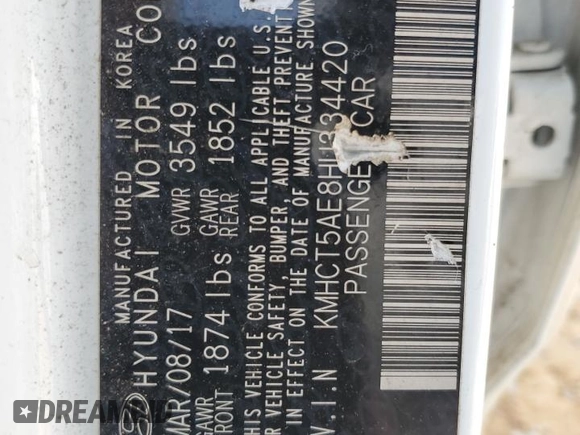 MANUFACTURED IN KOREA
HYUNDAI MOTOR CO
MAR/08/17 GVWR 3549 lbs
GAWR FRONT 1874 lbs GAWR REAR 1852 lbs
THIS VEHICLE CONFORMS TO ALL APPLICABLE U.S.
VEHICLE SAFETY, BUMPER, AND THEFT PREVENT
IN EFFECT ON THE DATE OF MANUFACTURE SHOWN
V.I.N KMHCT5AE8HU334420
PASSENGER CAR
DREAMBID